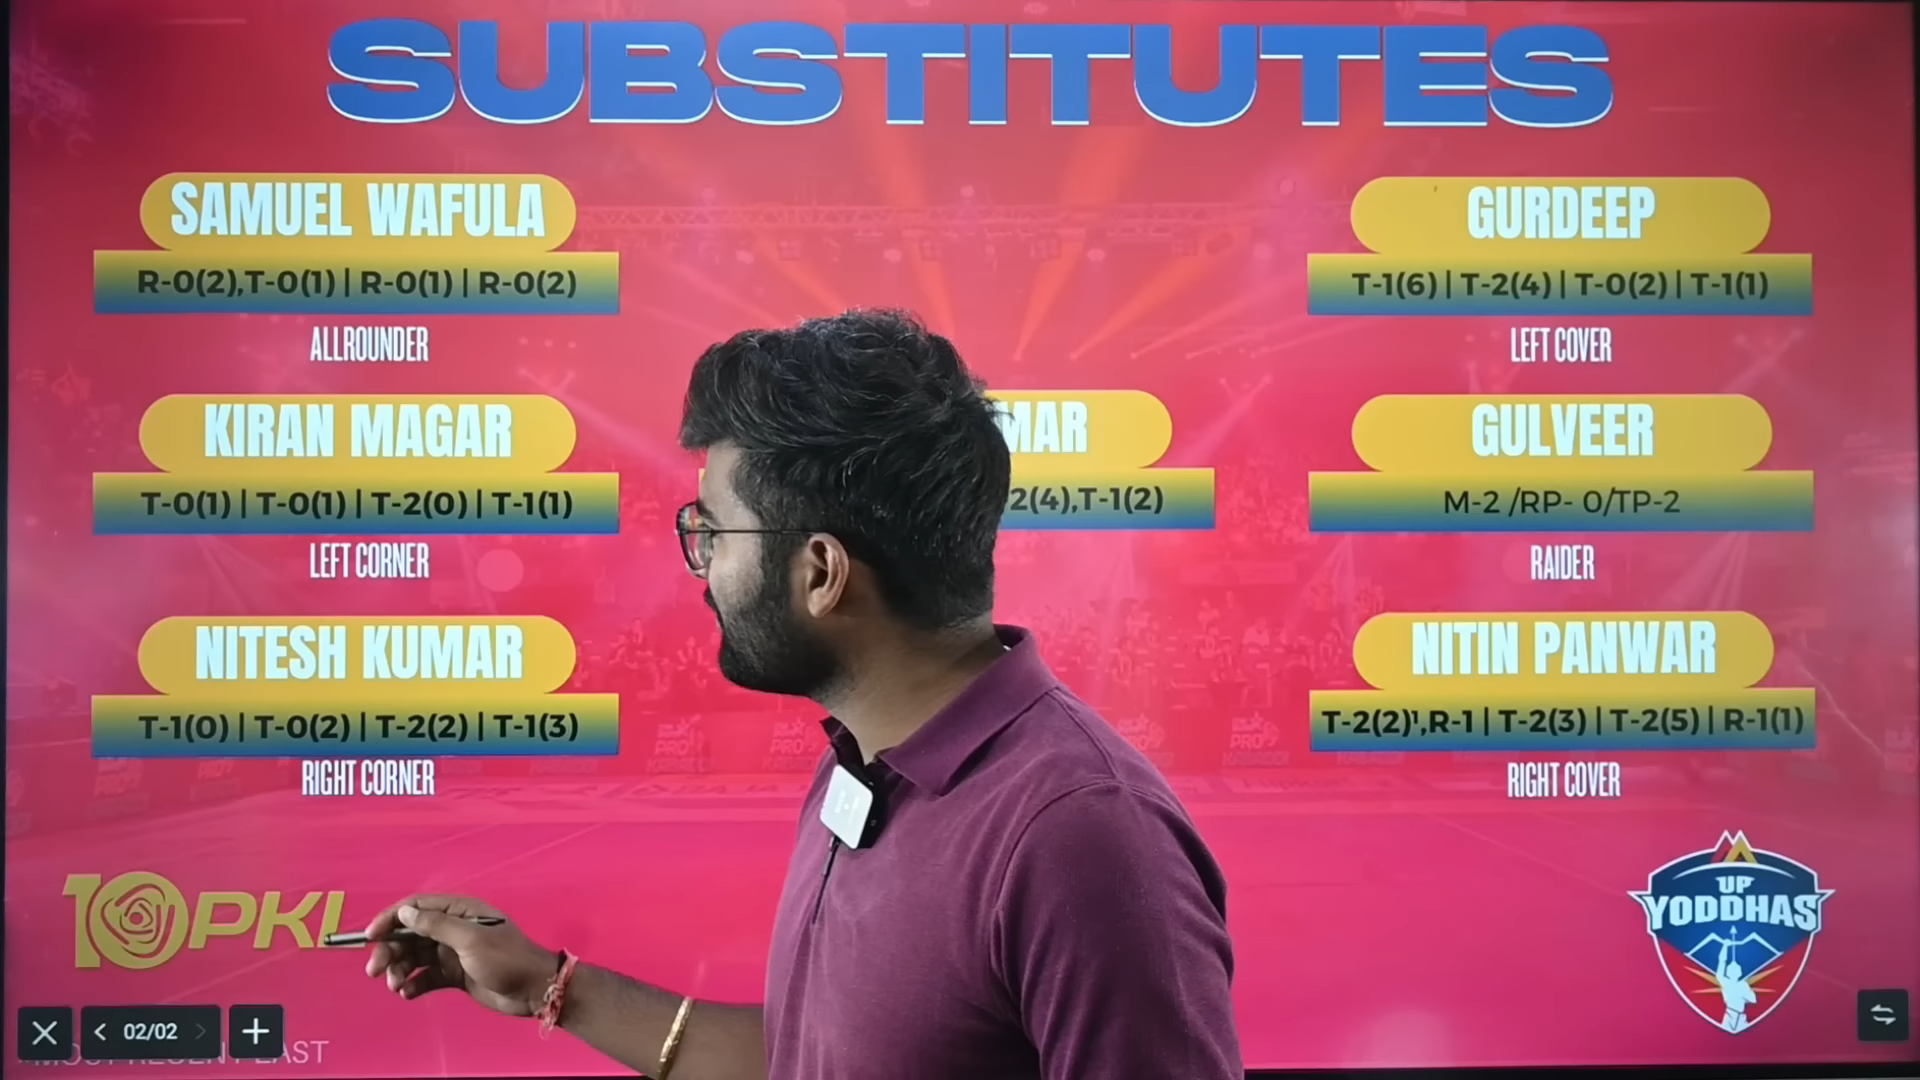 SUBSTITUTES
SAMUEL WAFULA
R-0(2),T-0(1) | R-0(1) | R-0(2)
ALLROUNDER
GURDEEP
T-1(6) | T-2(4) | T-0(2) | T-1(1)
LEFT COVER
KIRAN MAGAR
T-0(1) | T-0(1) | T-2(0) | T-1(1)
LEFT CORNER
MAR
2(4),T-1(2)
GULVEER
M-2 /RP- 0/TP-2
RAIDER
NITESH KUMAR
T-1(0) | T-0(2) | T-2(2) | T-1(3)
RIGHT CORNER
NITIN PANWAR
T-2(2)¹,R-1 | T-2(3) | T-2(5) | R-1(1)
RIGHT COVER
10 PKL
UP
YODDHAS
02/02
MOST RECENT LAST